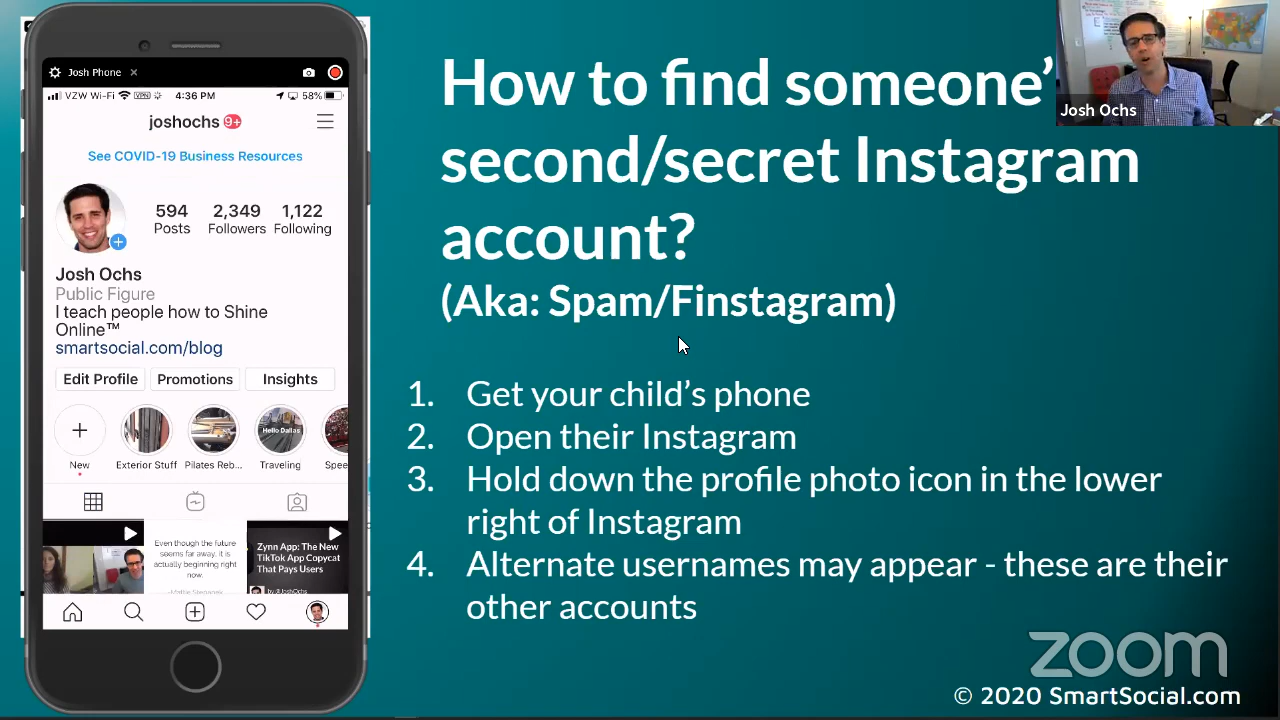 Josh Phone ×
VZW Wi-Fi VPN 4:36 PM 58%
joshochs 9+
See COVID-19 Business Resources
594 2,349 1,122
Posts Followers Following
Josh Ochs
Public Figure
I teach people how to Shine
Online™
smartsocial.com/blog
Edit Profile Promotions Insights
Hello Dallas
New Exterior Stuff Pilates Reb... Traveling Spee
Even though the future
seems far away, it is
actually beginning right
now.
Zynn App: The New
TikTok App Copycat
That Pays Users
by @JoshOchs
How to find someone’
second/secret Instagram
account?
(Aka: Spam/Finstagram)
1. Get your child’s phone
2. Open their Instagram
3. Hold down the profile photo icon in the lower
right of Instagram
4. Alternate usernames may appear - these are their
other accounts
Josh Ochs
zoom
© 2020 SmartSocial.com